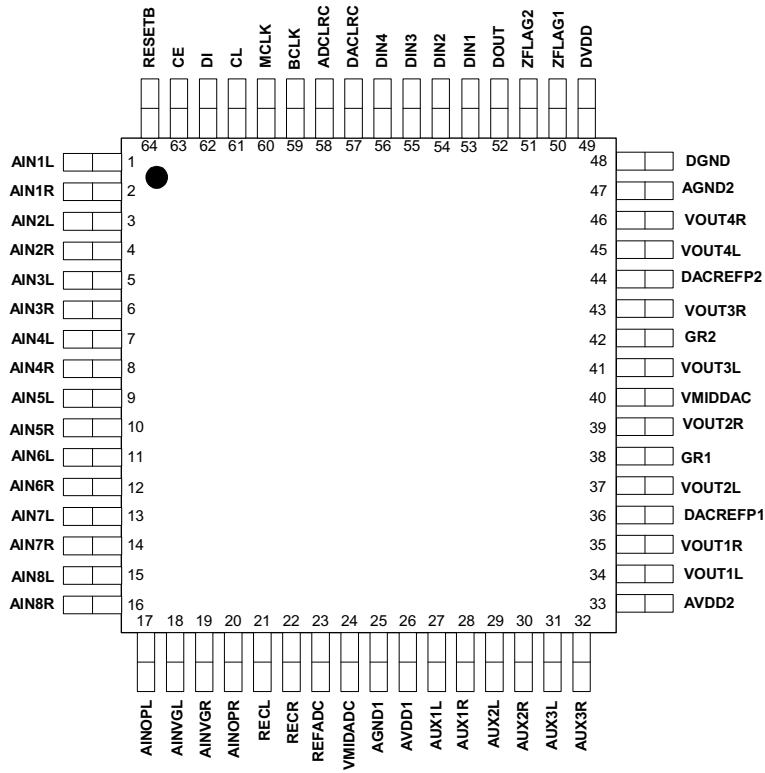 RESETB CE DI CL MCLK BCLK ADCLRC DACLRC DIN4 DIN3 DIN2 DIN1 DOUT ZFLAG2 ZFLAG1 DVDD
64 63 62 61 60 59 58 57 56 55 54 53 52 51 50 49
AIN1L 1 48 DGND
AIN1R 2 47 AGND2
AIN2L 3 46 VOUT4R
AIN2R 4 45 VOUT4L
AIN3L 5 44 DACREFP2
AIN3R 6 43 VOUT3R
AIN4L 7 42 GR2
AIN4R 8 41 VOUT3L
AIN5L 9 40 VMIDDAC
AIN5R 10 39 VOUT2R
AIN6L 11 38 GR1
AIN6R 12 37 VOUT2L
AIN7L 13 36 DACREFP1
AIN7R 14 35 VOUT1R
AIN8L 15 34 VOUT1L
AIN8R 16 33 AVDD2
17 18 19 20 21 22 23 24 25 26 27 28 29 30 31 32
AINOPL AINVGL AINVGR AINOPR RECL RECR REFADC VMIDADC AGND1 AVDD1 AUX1L AUX1R AUX2L AUX2R AUX3L AUX3R